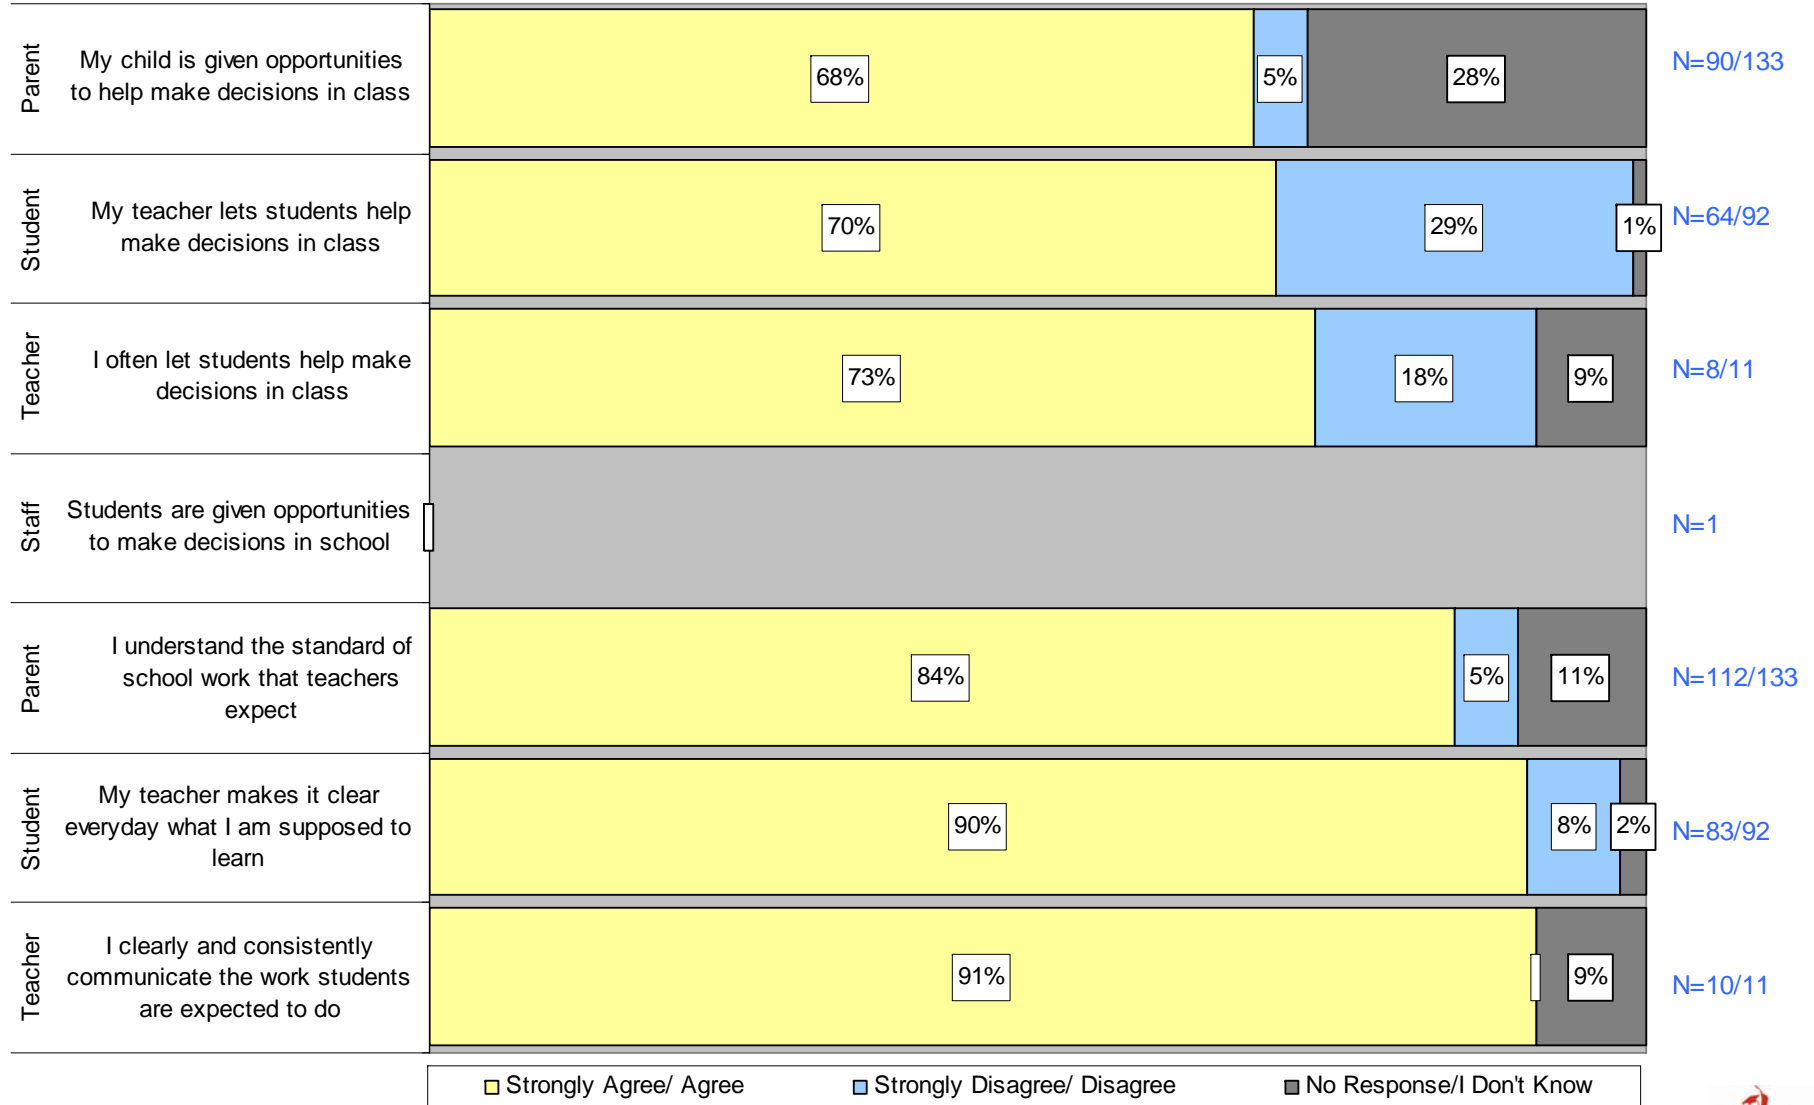 Parent
My child is given opportunities
to help make decisions in class
68%
5%
28%
N=90/133
Student
My teacher lets students help
make decisions in class
70%
29%
1%
N=64/92
Teacher
I often let students help make
decisions in class
73%
18%
9%
N=8/11
Staff
Students are given opportunities
to make decisions in school
N=1
Parent
I understand the standard of
school work that teachers
expect
84%
5%
11%
N=112/133
Student
My teacher makes it clear
everyday what I am supposed to
learn
90%
8%
2%
N=83/92
Teacher
I clearly and consistently
communicate the work students
are expected to do
91%
9%
N=10/11
Strongly Agree/ Agree
Strongly Disagree/ Disagree
No Response/I Don't Know